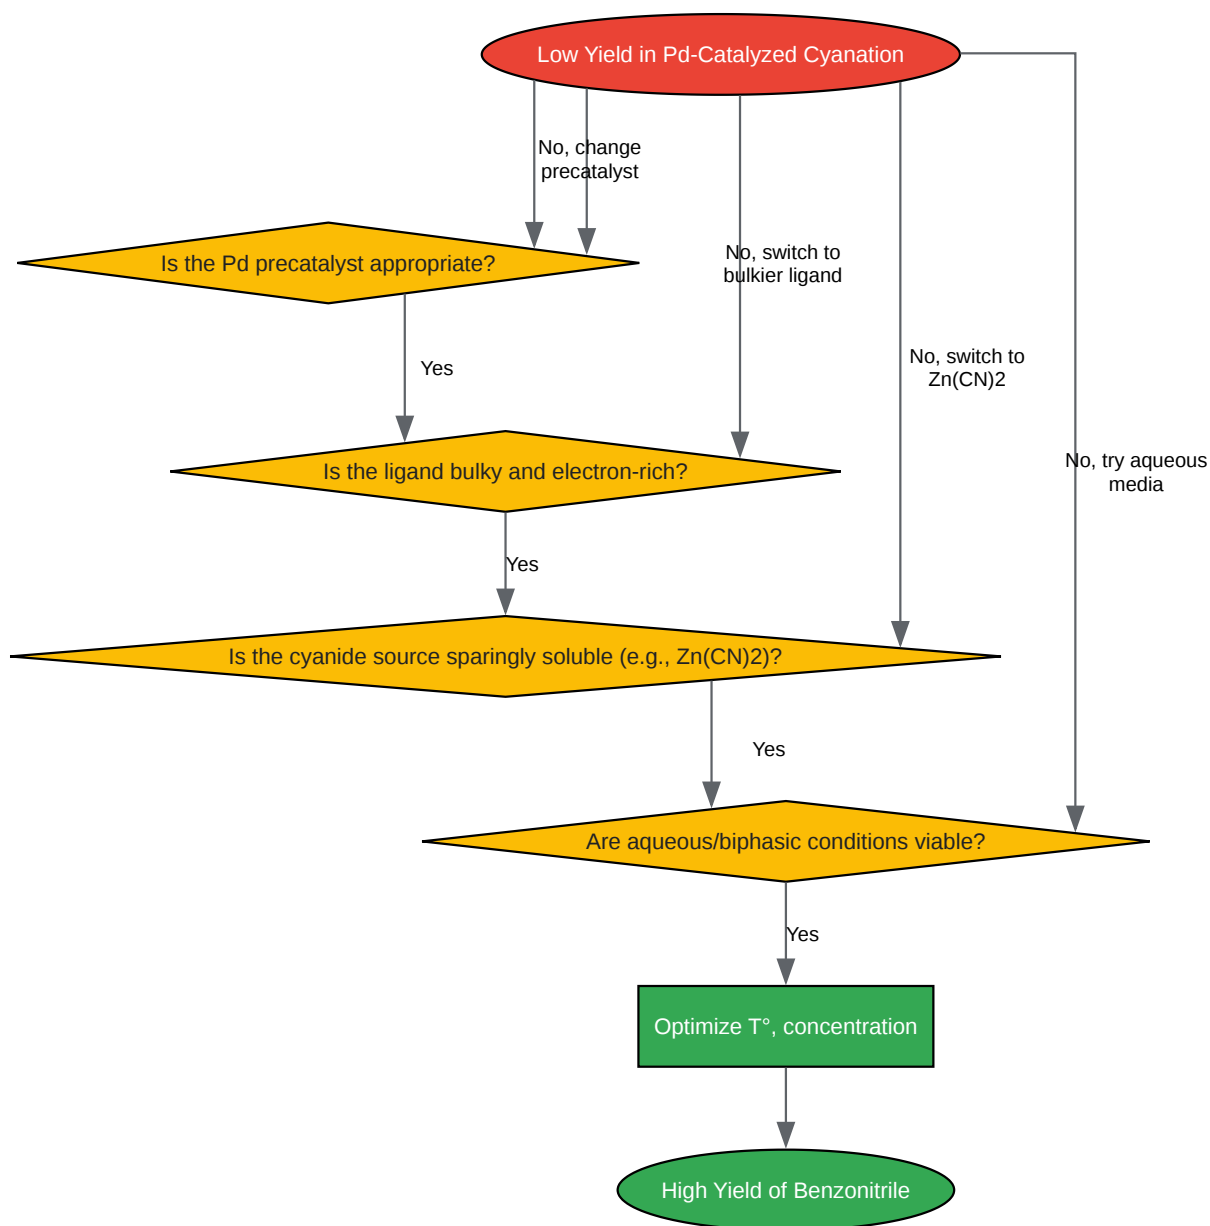 Low Yield in Pd-Catalyzed Cyanation
No, change
precatalyst
Is the Pd precatalyst appropriate?
No, switch to
bulkier ligand
Yes
No, switch to
Zn(CN)2
Is the ligand bulky and electron-rich?
No, try aqueous
media
Yes
Is the cyanide source sparingly soluble (e.g., Zn(CN)2)?
Yes
Are aqueous/biphasic conditions viable?
Yes
Optimize T°, concentration
High Yield of Benzonitrile